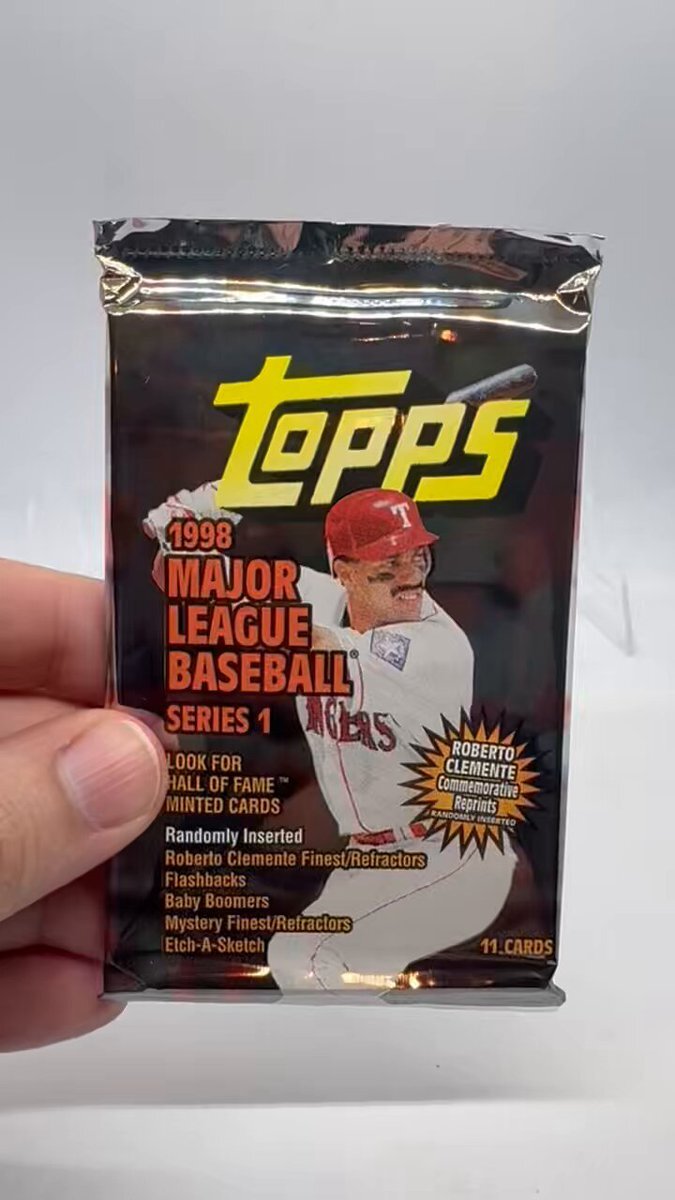 Topps
T
1998
MAJOR
LEAGUE
BASEBALL®
SERIES 1
LOOK FOR
HALL OF FAME™
MINTED CARDS
ROBERTO
CLEMENTE
Commemorative
Reprints
RANDOMLY INSERTED
Randomly Inserted
Roberto Clemente Finest/Refractors
Flashbacks
Baby Boomers
Mystery Finest/Refractors
Etch-A-Sketch
11 CARDS